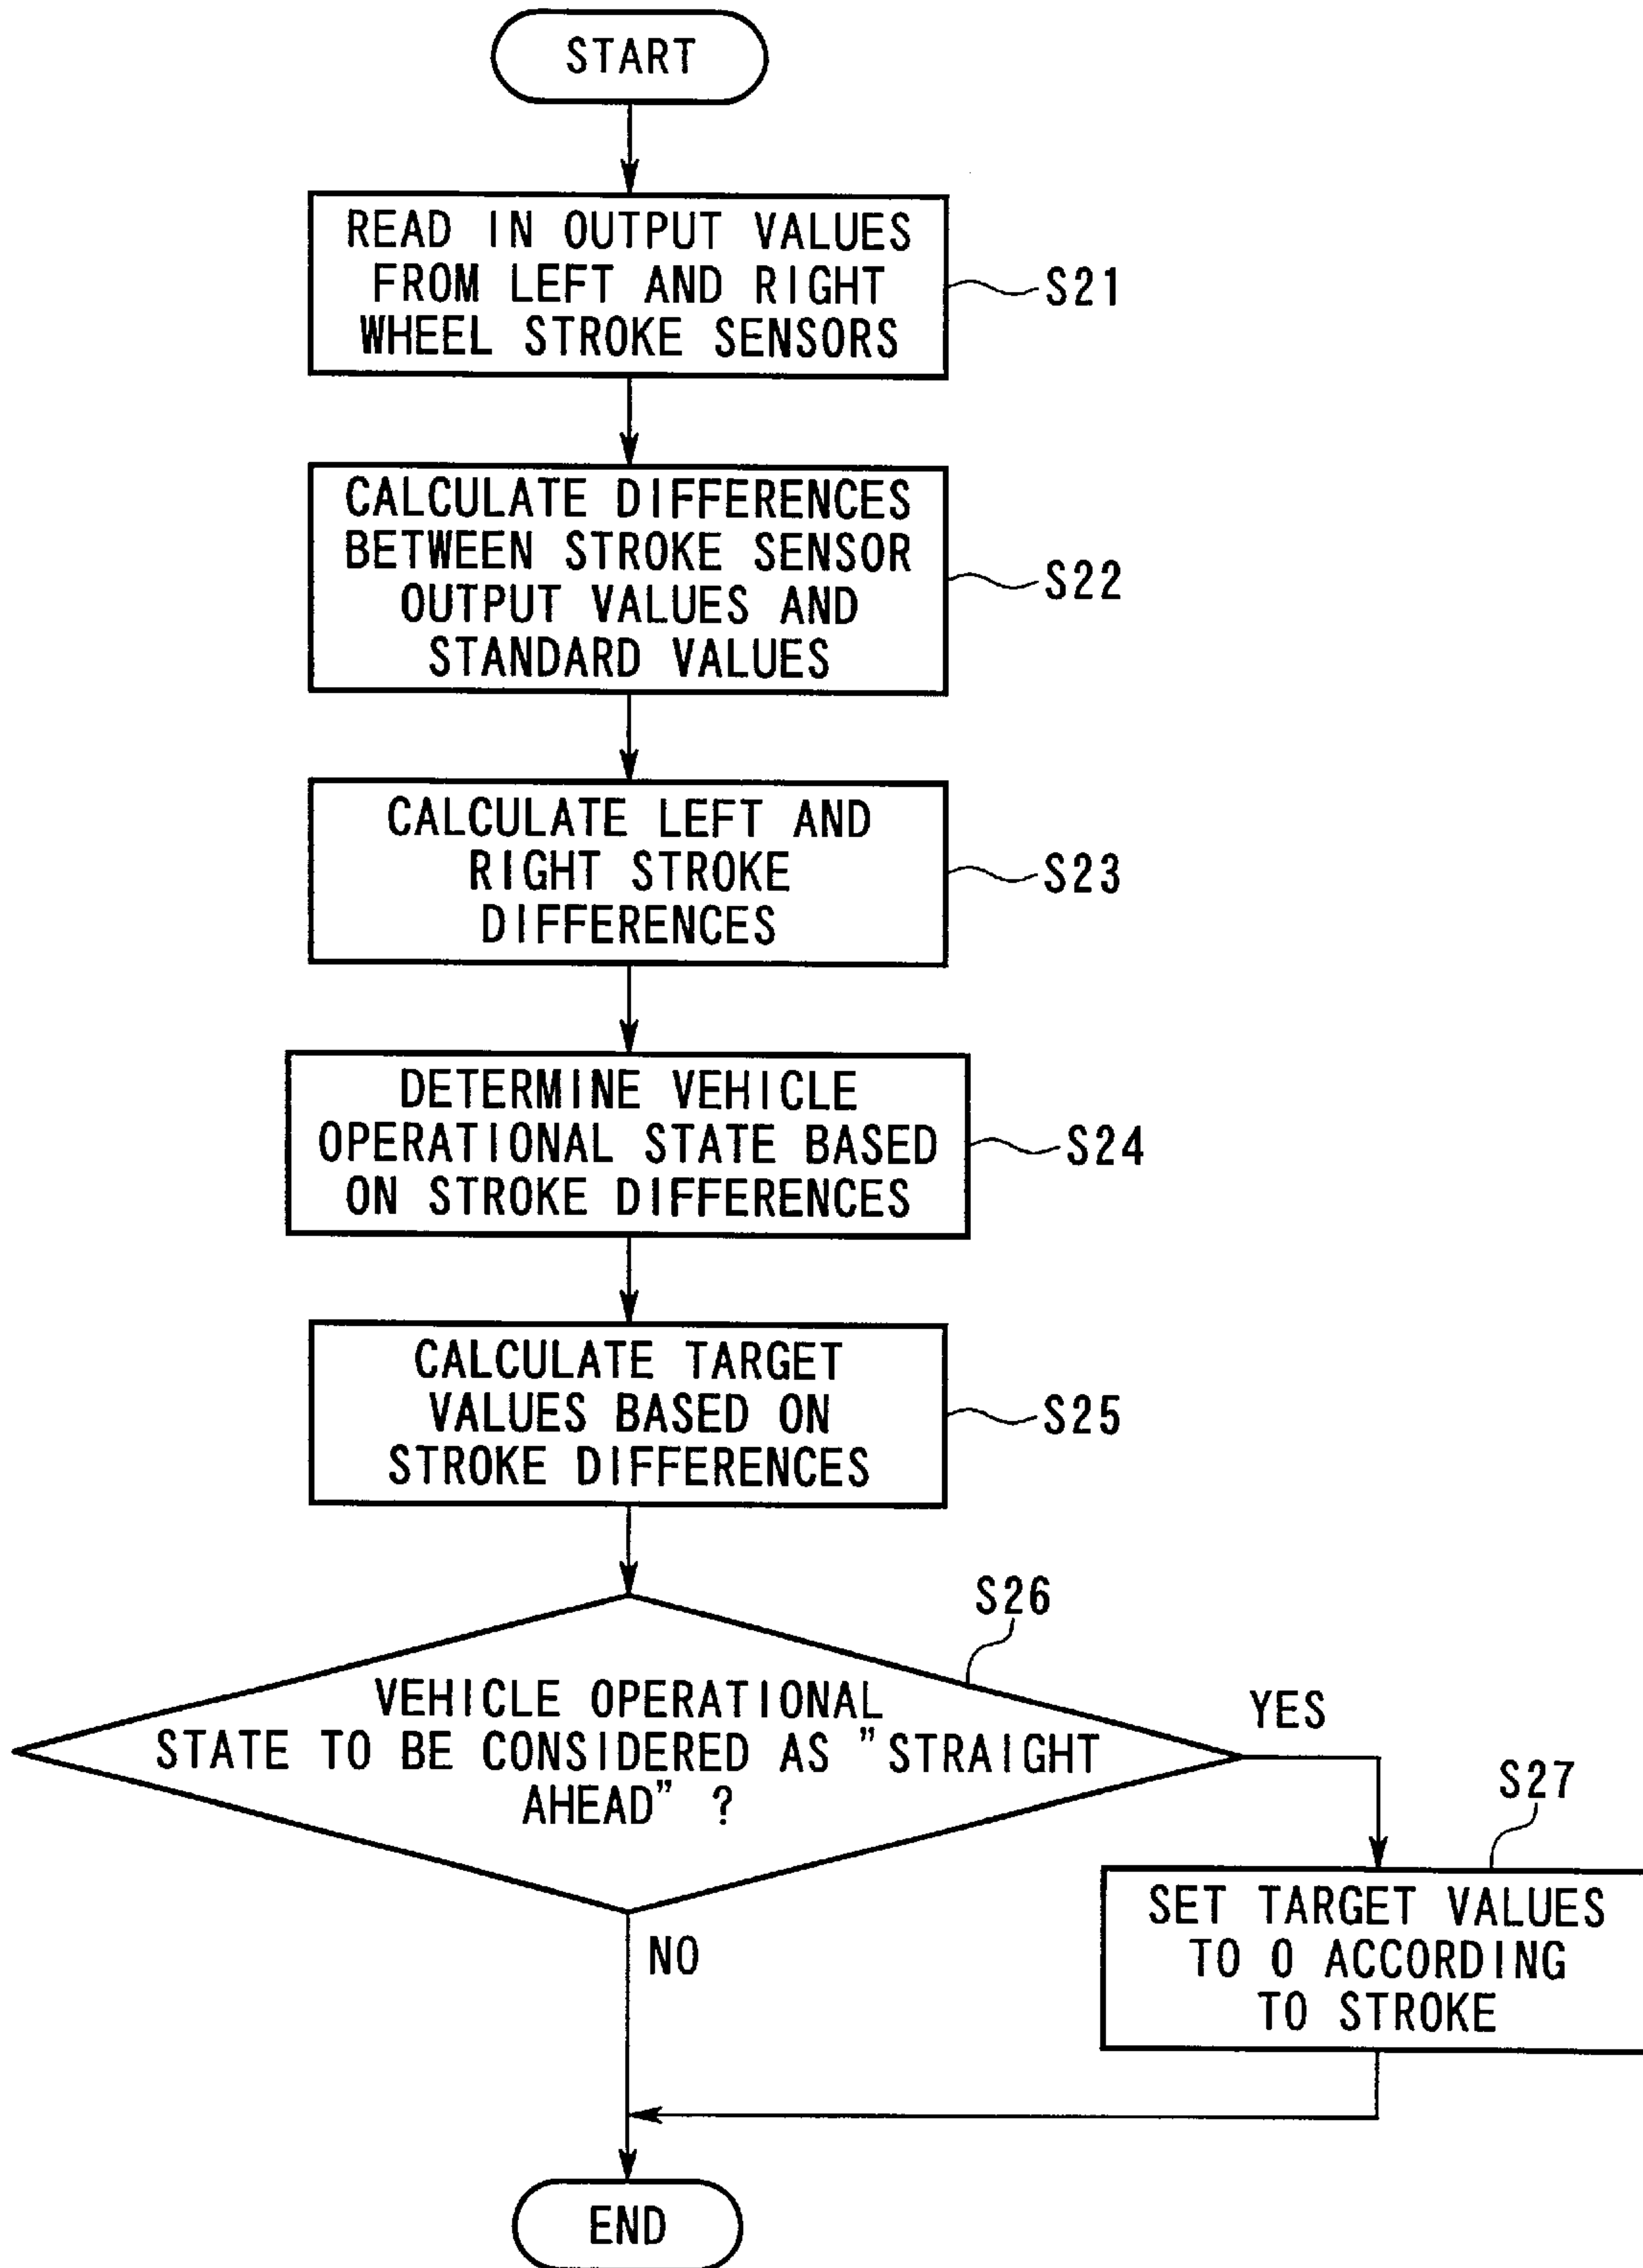 START
READ IN OUTPUT VALUES
FROM LEFT AND RIGHT
WHEEL STROKE SENSORS
S21
CALCULATE DIFFERENCES
BETWEEN STROKE SENSOR
OUTPUT VALUES AND
STANDARD VALUES
S22
CALCULATE LEFT AND
RIGHT STROKE
DIFFERENCES
S23
DETERMINE VEHICLE
OPERATIONAL STATE BASED
ON STROKE DIFFERENCES
S24
CALCULATE TARGET
VALUES BASED ON
STROKE DIFFERENCES
S25
S26
VEHICLE OPERATIONAL
STATE TO BE CONSIDERED AS ”STRAIGHT
AHEAD” ?
YES
S27
SET TARGET VALUES
TO 0 ACCORDING
TO STROKE
NO
END